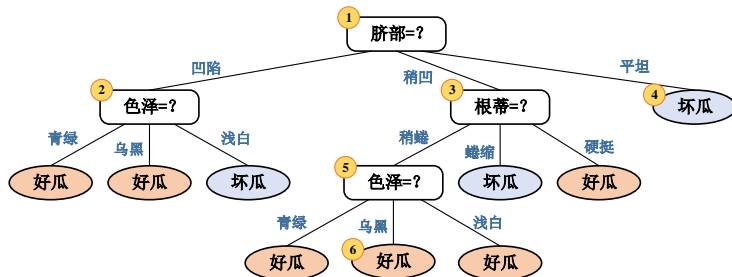 1
脐部=？
凹陷
稍凹
平坦
2
色泽=？
3
根蒂=？
4
坏瓜
青绿
乌黑
浅白
稍蜷
蜷缩
硬挺
好瓜
好瓜
坏瓜
5
色泽=？
坏瓜
好瓜
青绿
乌黑
浅白
6
好瓜
好瓜
好瓜